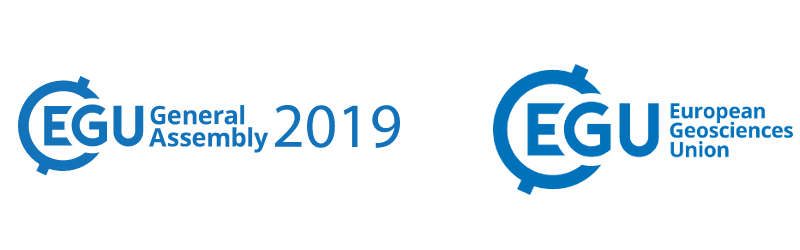 EGU General
Assembly 2019
EGU European
Geosciences
Union